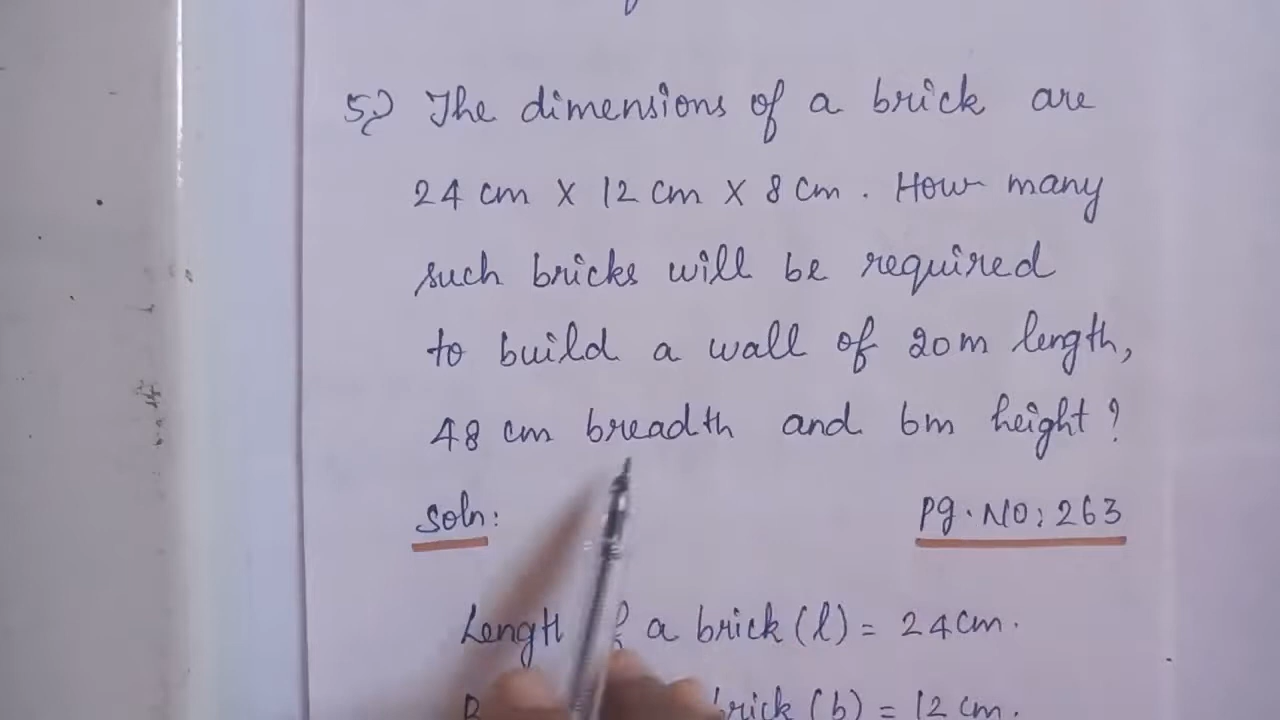 5) The dimensions of a brick are
24 cm X 12 cm X 8 cm. How many
such bricks will be required
to build a wall of 20m length,
48 cm breadth and 6m height?
Soln:
Pg. No: 263
a brick (l) = 24cm.
brick (b) = 12 cm.